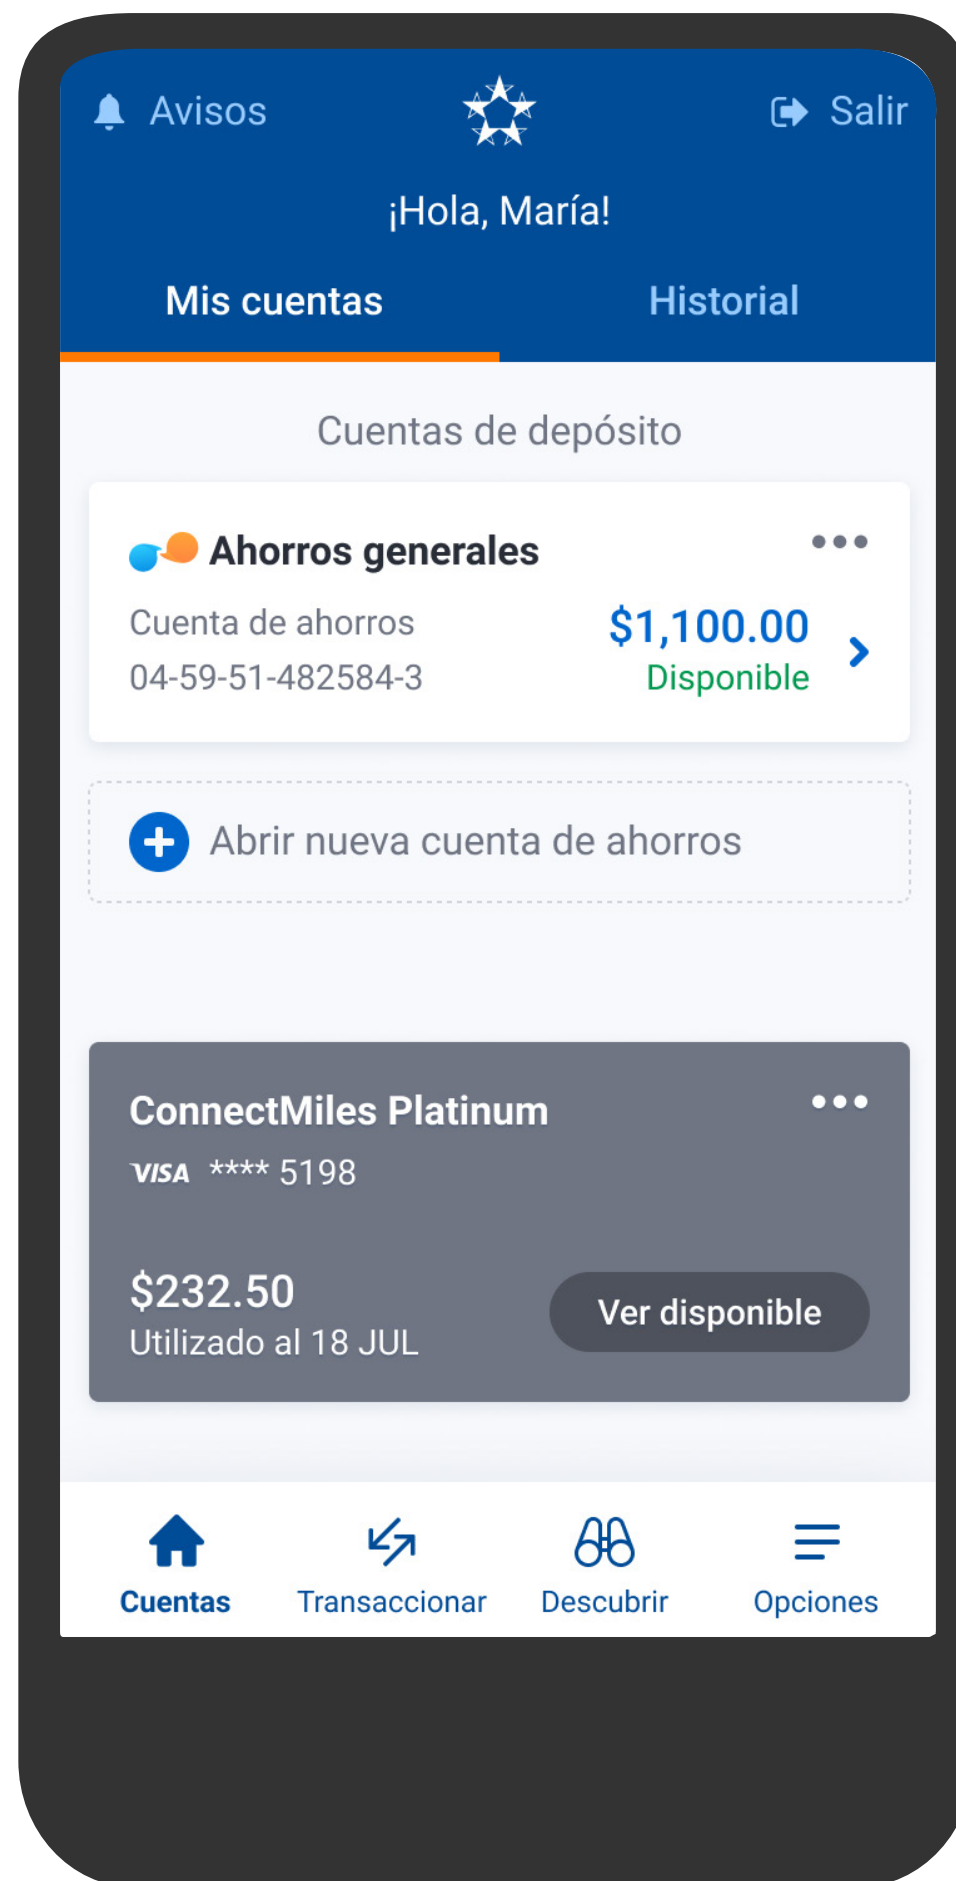 Avisos
Salir
¡Hola, María!
Mis cuentas
Historial
Cuentas de depósito
Ahorros generales
Cuenta de ahorros
$1,100.00
04-59-51-482584-3
Disponible
Abrir nueva cuenta de ahorros
ConnectMiles Platinum
VISA **** 5198
$232.50
Ver disponible
Utilizado al 18 JUL
Cuentas
Transaccionar
Descubrir
Opciones